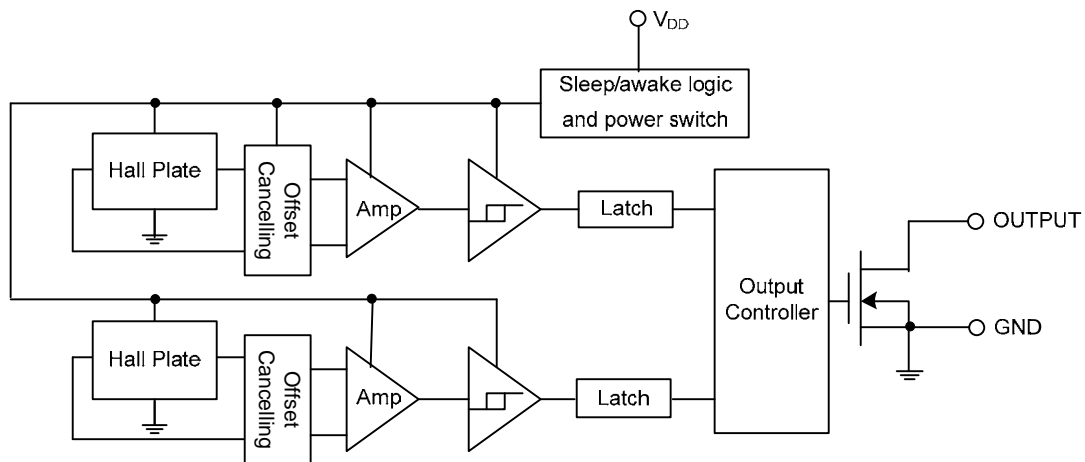 VDD
Sleep/awake logic
and power switch
Hall Plate
Offset
Cancelling
Amp
Latch
Output
Controller
OUTPUT
GND
Hall Plate
Offset
Cancelling
Amp
Latch